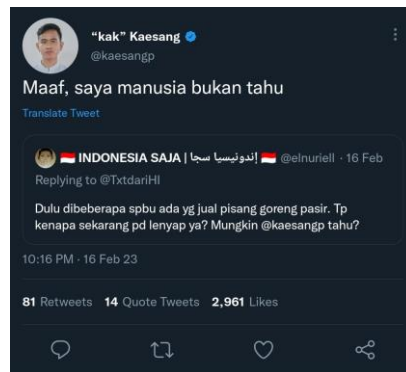 “kak” Kaesang
@kaesangp
Maaf, saya manusia bukan tahu
Translate Tweet
🇮🇩 INDONESIA SAJA | إندونيسيا سجا 🇮🇩 @elnuriell · 16 Feb
Replying to @TxtdariHI
Dulu dibeberapa spbu ada yg jual pisang goreng pasir. Tp
kenapa sekarang pd lenyap ya? Mungkin @kaesangp tahu?
10:16 PM · 16 Feb 23
81 Retweets 14 Quote Tweets 2,961 Likes